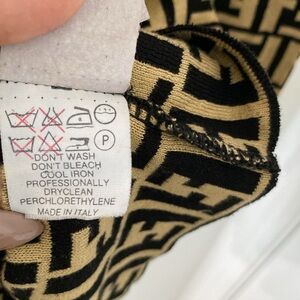 P
DON'T WASH
DON'T BLEACH
COOL IRON
PROFESSIONALLY
DRYCLEAN
PERCHLORETHYLENE
MADE IN ITALY